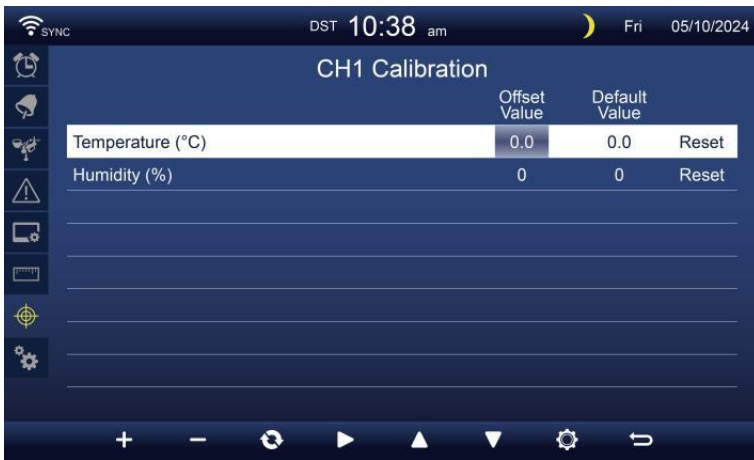 SYNC DST 10:38 am Fri 05/10/2024
CH1 Calibration
Offset Default
Value Value
Temperature (°C) 0.0 0.0 Reset
Humidity (%) 0 0 Reset